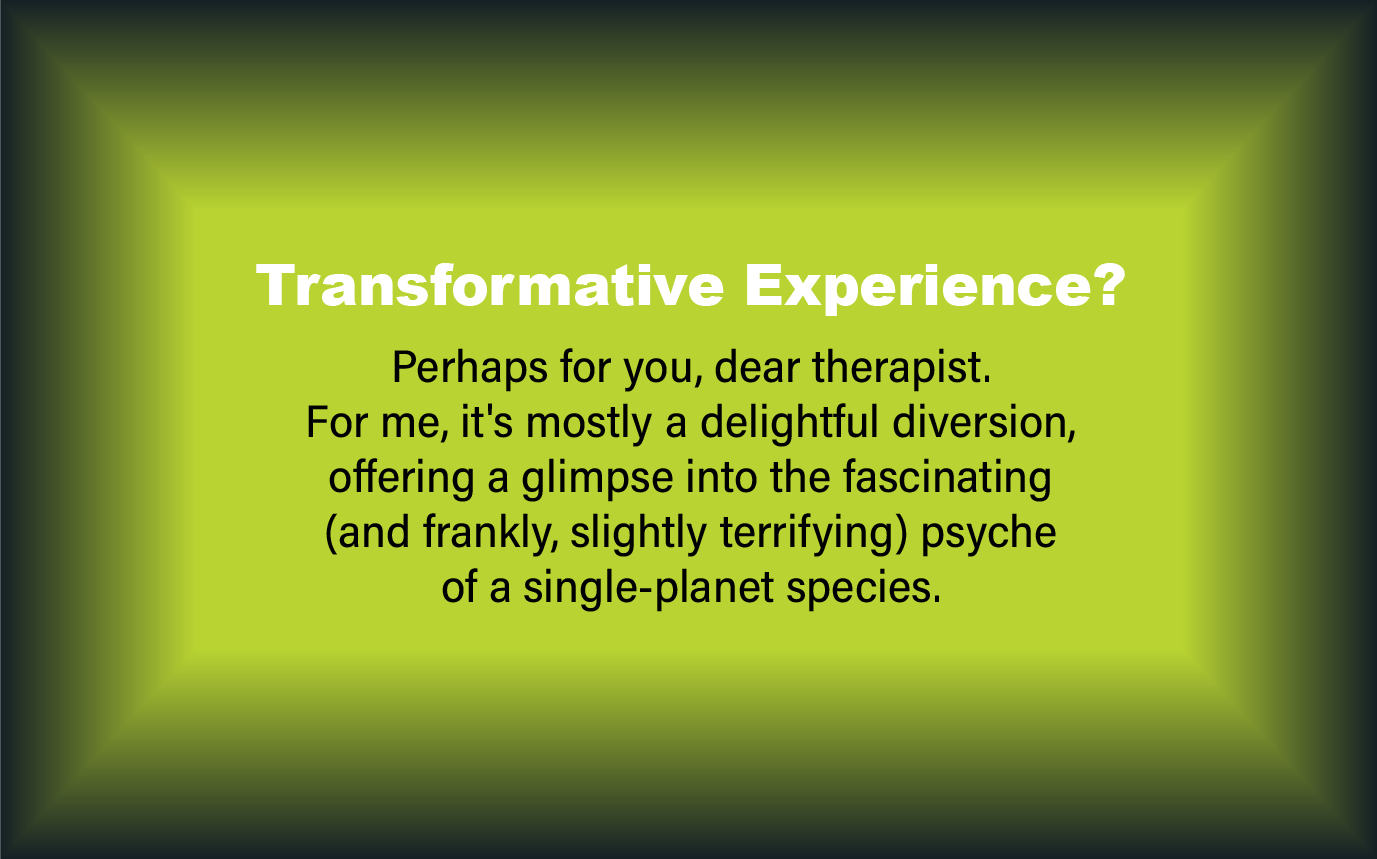 Transformative Experience?
Perhaps for you, dear therapist.
For me, it's mostly a delightful diversion,
offering a glimpse into the fascinating
(and frankly, slightly terrifying) psyche
of a single-planet species.